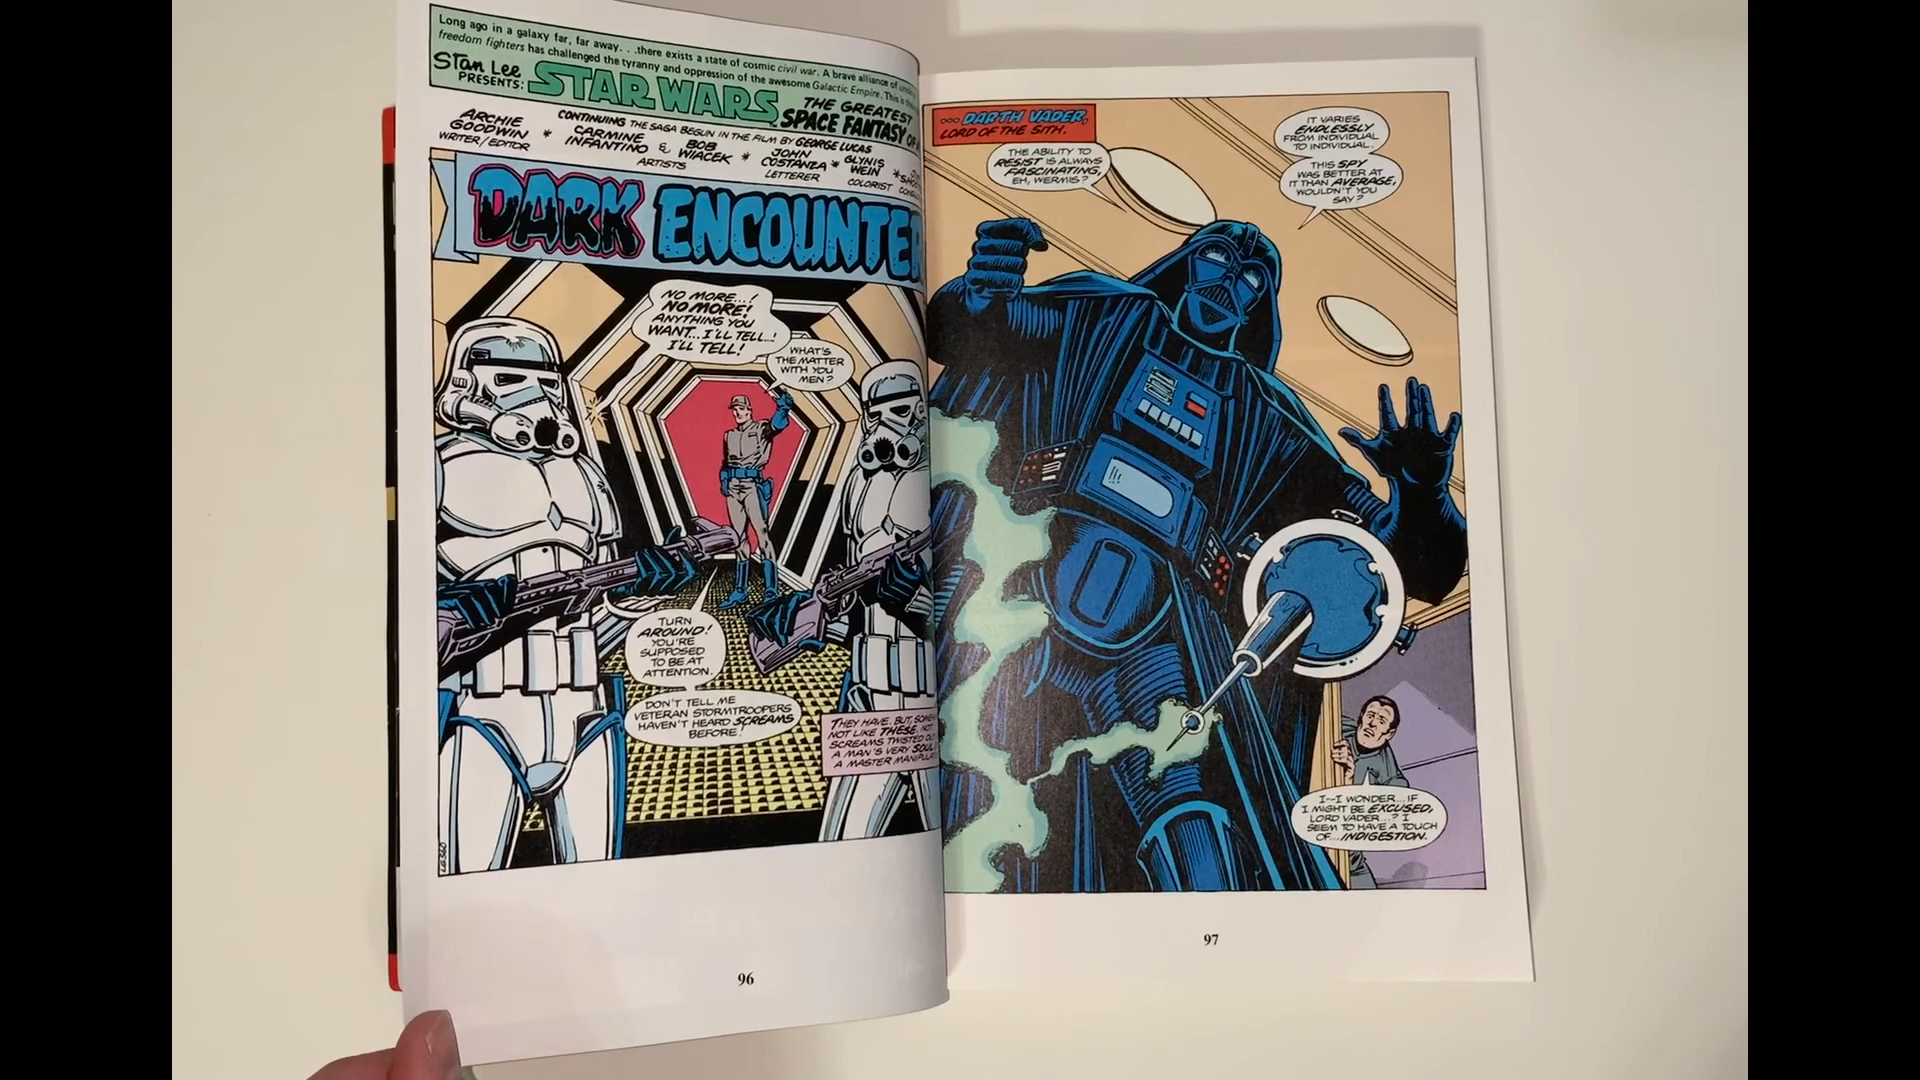 Long ago in a galaxy far, far away. . .there exists a state of cosmic civil war. A brave alliance of
freedom fighters has challenged the tyranny and oppression of the awesome Galactic Empire. This is
Stan Lee
PRESENTS:
STAR WARS
THE GREATEST
SPACE FANTASY OF
CONTINUING THE SAGA BEGUN IN THE FILM BY GEORGE LUCAS
ARCHIE
GOODWIN
WRITER/EDITOR
*
CARMINE
INFANTINO
&
BOB
WIACEK
ARTISTS
*
JOHN
COSTANZA
LETTERER
*
GLYNIS
WEIN
COLORIST
*
DARK ENCOUNTE
NO MORE...!
NO MORE!
ANYTHING YOU
WANT...I'LL TELL...!
I'LL TELL!
WHAT'S
THE MATTER
WITH YOU
MEN?
TURN
AROUND!
YOU'RE
SUPPOSED
TO BE AT
ATTENTION.
DON'T TELL ME
VETERAN STORMTROOPERS
HAVEN'T HEARD SCREAMS
BEFORE!
THEY HAVE. BUT,
NOT LIKE THESE. NOT
SCREAMS TWISTED
A MAN'S VERY SOUL
A MASTER
LG560
96
...DARTH VADER,
LORD OF THE SITH.
THE ABILITY TO
RESIST IS ALWAYS
FASCINATING,
EH, WERMIS?
IT VARIES
ENDLESSLY
FROM INDIVIDUAL
TO INDIVIDUAL.
THIS SPY
WAS BETTER AT
IT THAN AVERAGE,
WOULDN'T YOU
SAY?
I--I WONDER...IF
I MIGHT BE EXCUSED,
LORD VADER...? I
SEEM TO HAVE A TOUCH
OF...INDIGESTION.
97